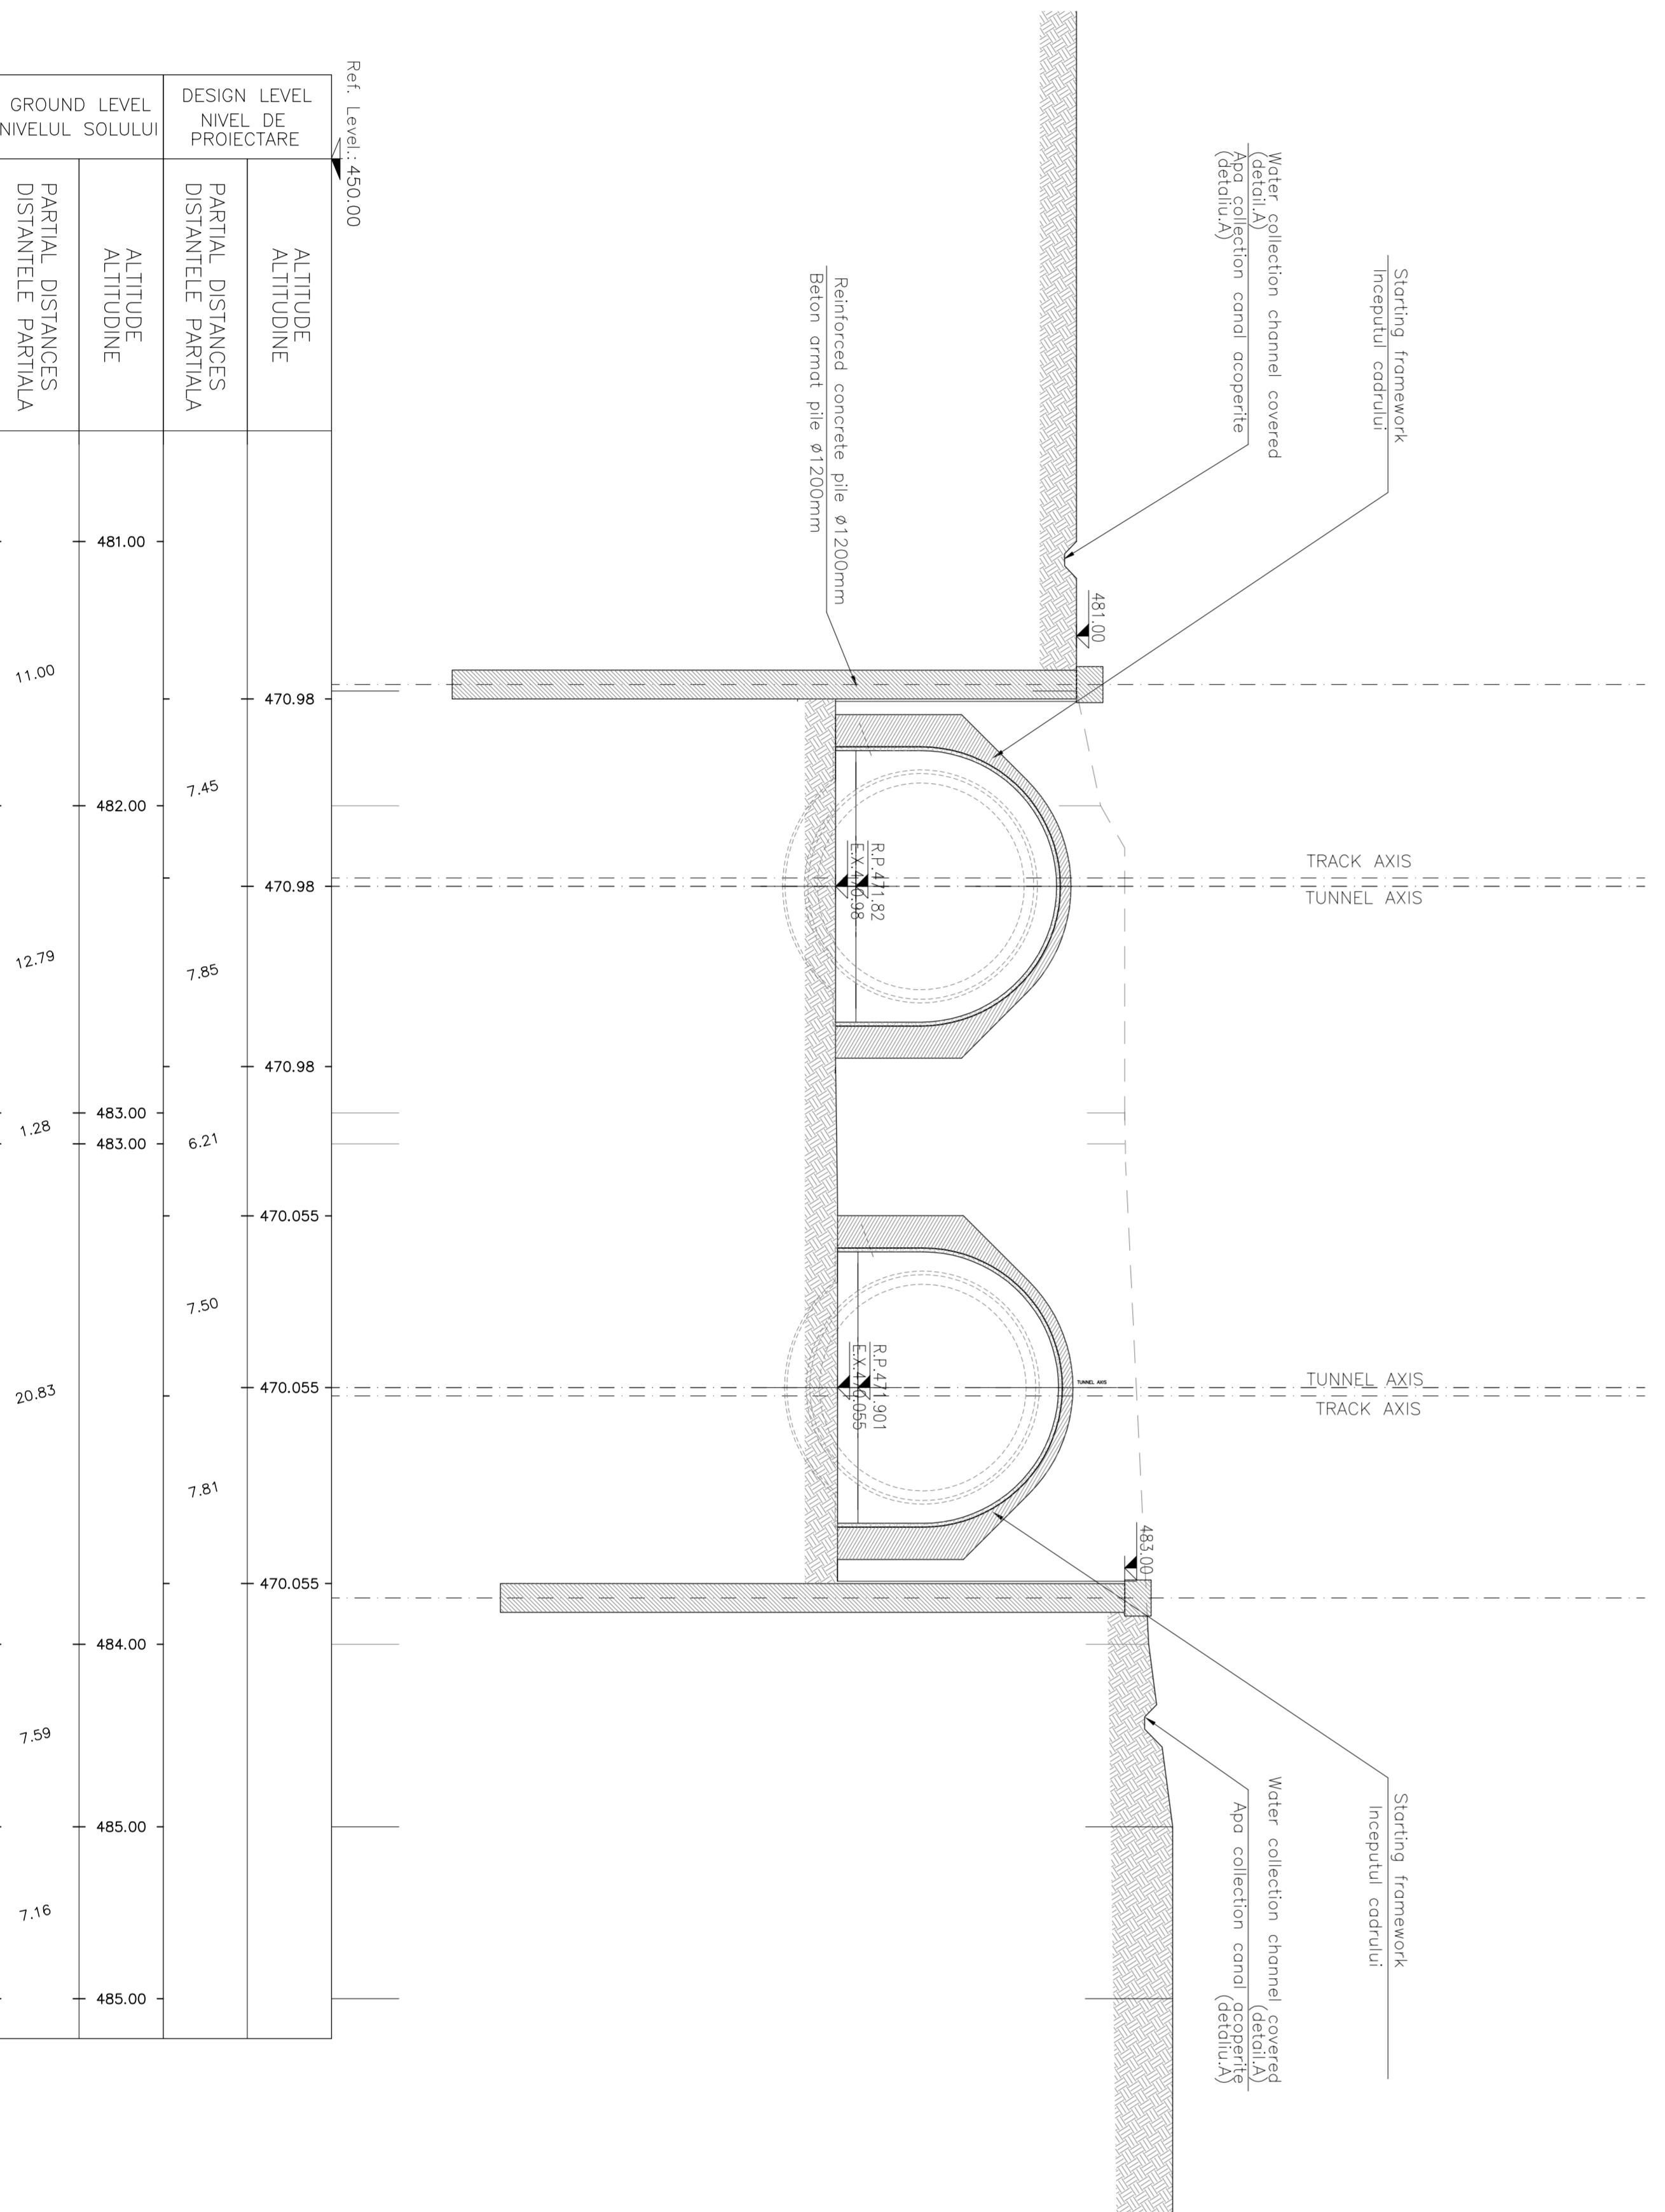 Starting framework
Inceputul cadrului
Water collection channel covered
(detail.A)
Apa collection canal acoperite
(detaliu.A)
Starting framework
Inceputul cadrului
Water collection channel covered
(detail.A)
Apa collection canal acoperite
(detaliu.A)
TRACK AXIS
TUNNEL AXIS
TUNNEL AXIS
TRACK AXIS
481.00
483.00
TUNNEL AXIS
R.P.471.82
E.X.470.98
R.P.471.901
E.X.470.055
Reinforced concrete pile Ø1200mm
Beton armat pile Ø1200mm
Ref. Level.: 450.00
DESIGN LEVEL
NIVEL DE
PROIECTARE
ALTITUDE
ALTITUDINE
470.98
470.98
470.98
470.055
470.055
470.055
PARTIAL DISTANCES
DISTANTELE PARTIALA
7.45
7.85
6.21
7.50
7.81
GROUND LEVEL
NIVELUL SOLULUI
ALTITUDE
ALTITUDINE
481.00
482.00
483.00
483.00
484.00
485.00
485.00
PARTIAL DISTANCES
DISTANTELE PARTIALA
11.00
12.79
1.28
20.83
7.59
7.16